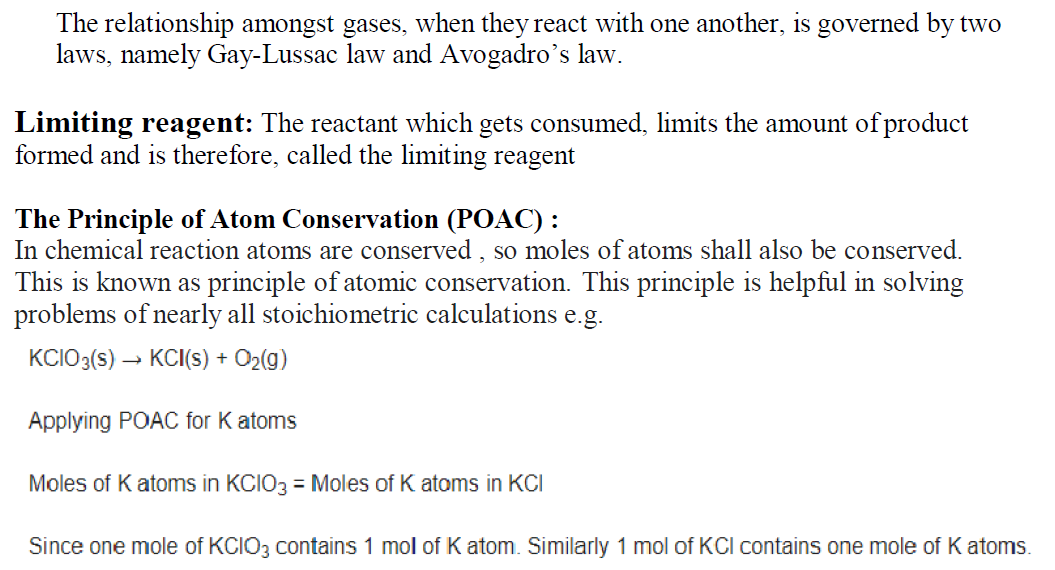 The relationship amongst gases, when they react with one another, is governed by two
laws, namely Gay-Lussac law and Avogadro’s law.
Limiting reagent: The reactant which gets consumed, limits the amount of product
formed and is therefore, called the limiting reagent
The Principle of Atom Conservation (POAC) :
In chemical reaction atoms are conserved , so moles of atoms shall also be conserved.
This is known as principle of atomic conservation. This principle is helpful in solving
problems of nearly all stoichiometric calculations e.g.
KClO₃(s) → KCl(s) + O₂(g)
Applying POAC for K atoms
Moles of K atoms in KClO₃ = Moles of K atoms in KCl
Since one mole of KClO₃ contains 1 mol of K atom. Similarly 1 mol of KCl contains one mole of K atoms.